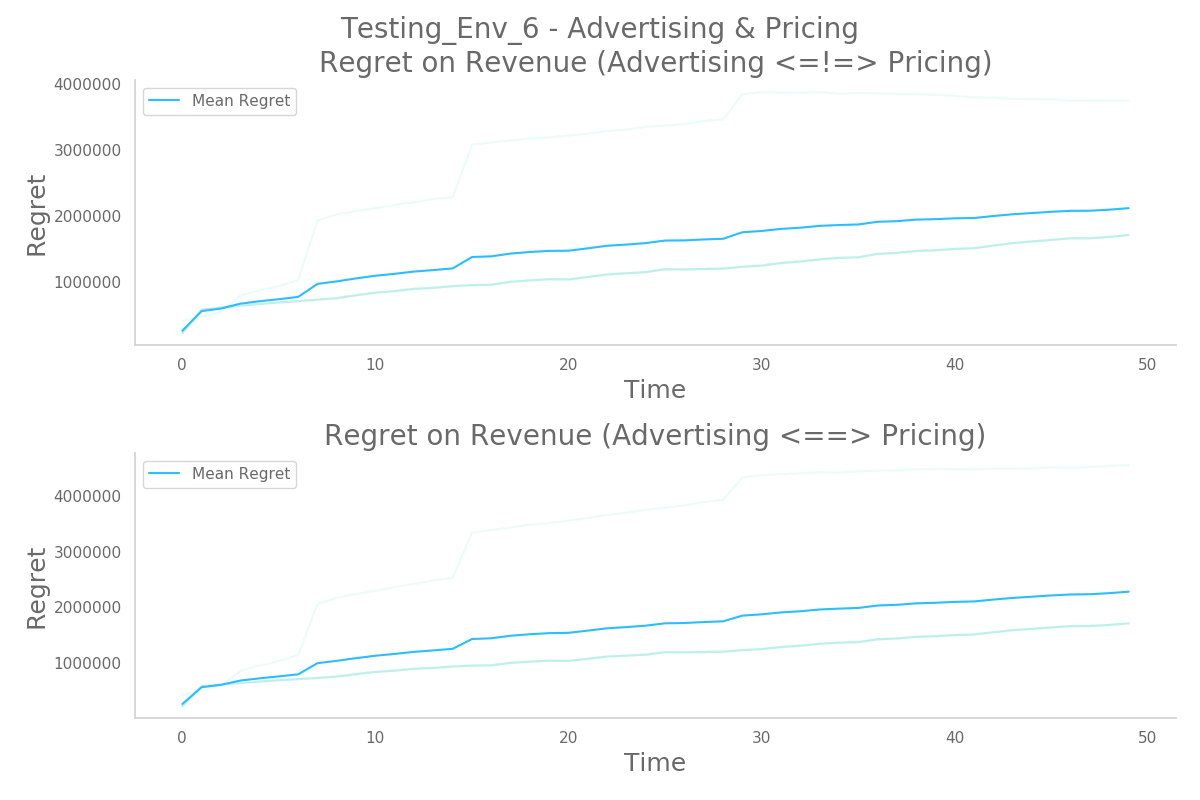 Testing_Env_6 - Advertising & Pricing
Regret on Revenue (Advertising <=!=> Pricing)
4000000
3000000
2000000
1000000
Regret
Mean Regret
0 10 20 30 40 50
Time
Regret on Revenue (Advertising <==> Pricing)
4000000
3000000
2000000
1000000
Regret
Mean Regret
0 10 20 30 40 50
Time